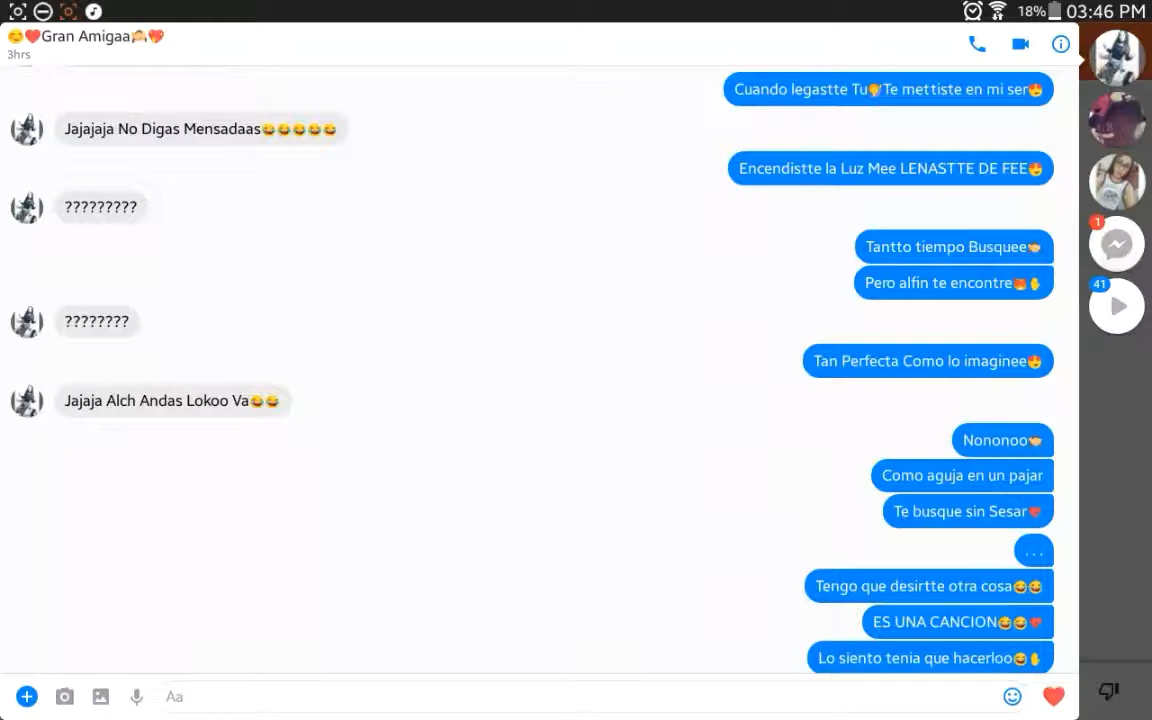 18% 03:46 PM
😌❤️Gran Amigaa🙈💖
3hrs
Cuando legastte Tu Te mettiste en mi ser😍
Jajajaja No Digas Mensadaas😂😂😂😂😂
Encendistte la Luz Mee LENASTTE DE FEE😍
?????????
Tantto tiempo Busquee
Pero alfin te encontre
????????
Tan Perfecta Como lo imaginee😍
Jajaja Alch Andas Lokoo Va😂😂
Nononoo
Como aguja en un pajar
Te busque sin Sesar❤️
...
Tengo que desirtte otra cosa😂😂
ES UNA CANCION😂😂❤️
Lo siento tenia que hacerloo😂✋
Aa
1
41